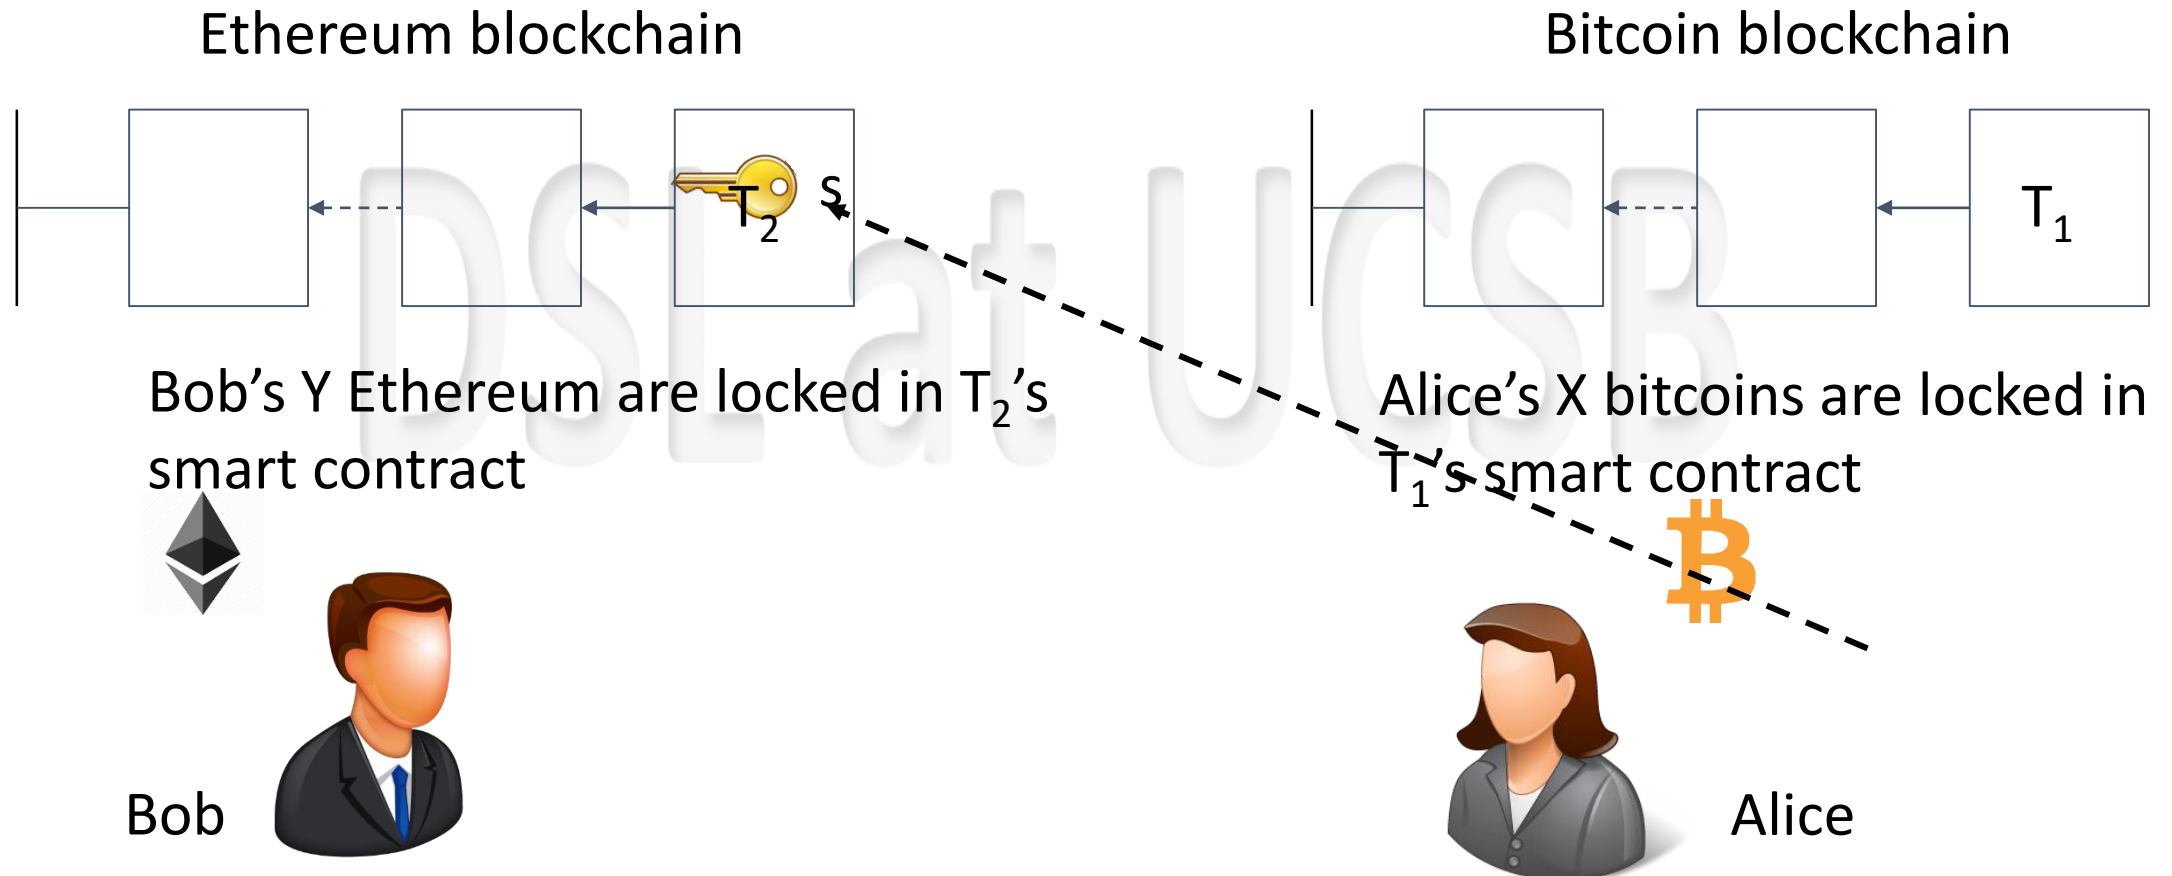 Ethereum blockchain
Bitcoin blockchain
T2
s
T1
Bob’s Y Ethereum are locked in T2’s
smart contract
Alice’s X bitcoins are locked in
T1’s smart contract
Bob
Alice
DSL at UCSB